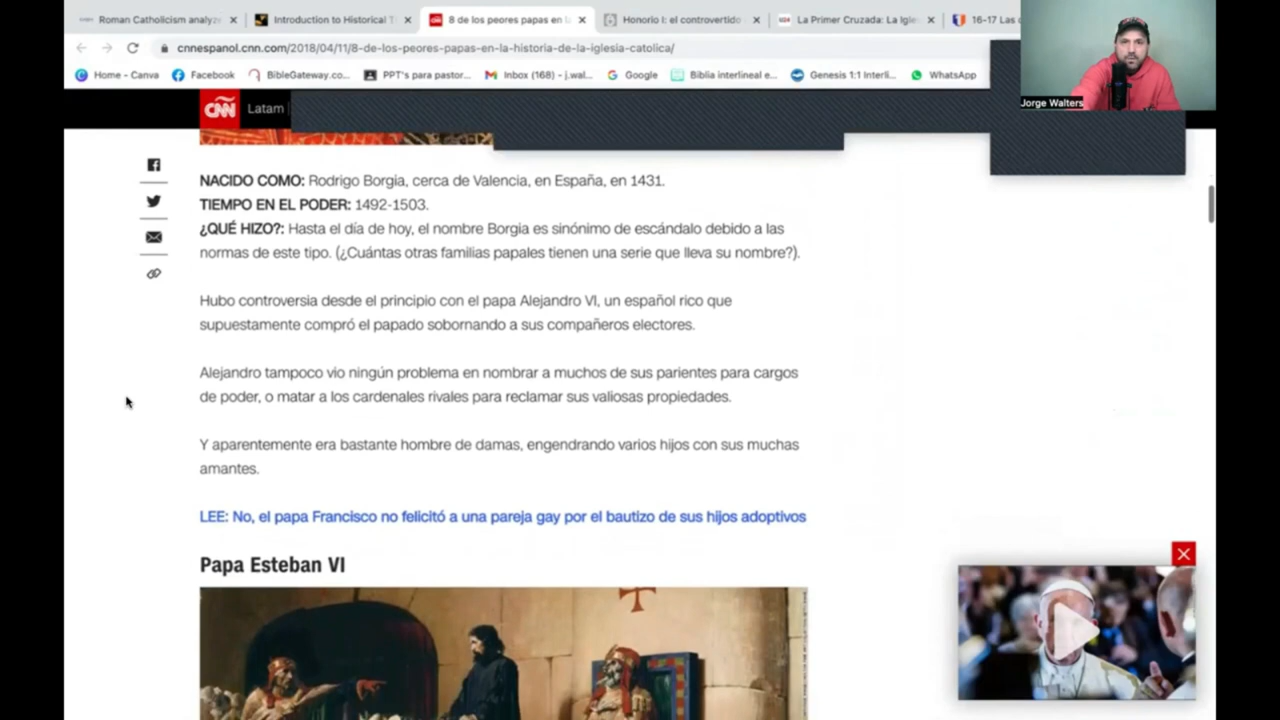 Roman Catholicism analyz
Introduction to Historical T
8 de los peores papas en la
Honorio I: el controvertido
La Primer Cruzada: La Igle
16-17 Las
cnnespanol.cnn.com/2018/04/11/8-de-los-peores-papas-en-la-historia-de-la-iglesia-catolica/
Home - Canva
Facebook
BibleGateway.co...
PPT's para pastor...
Inbox (168) - j.wal...
Google
Biblia interlineal e...
Genesis 1:1 Interli...
WhatsApp
Jorge Walters
CNN
Latam |
NACIDO COMO: Rodrigo Borgia, cerca de Valencia, en España, en 1431.
TIEMPO EN EL PODER: 1492-1503.
¿QUÉ HIZO?: Hasta el día de hoy, el nombre Borgia es sinónimo de escándalo debido a las
normas de este tipo. (¿Cuántas otras familias papales tienen una serie que lleva su nombre?).
Hubo controversia desde el principio con el papa Alejandro VI, un español rico que
supuestamente compró el papado sobornando a sus compañeros electores.
Alejandro tampoco vio ningún problema en nombrar a muchos de sus parientes para cargos
de poder, o matar a los cardenales rivales para reclamar sus valiosas propiedades.
Y aparentemente era bastante hombre de damas, engendrando varios hijos con sus muchas
amantes.
LEE: No, el papa Francisco no felicitó a una pareja gay por el bautizo de sus hijos adoptivos
Papa Esteban VI